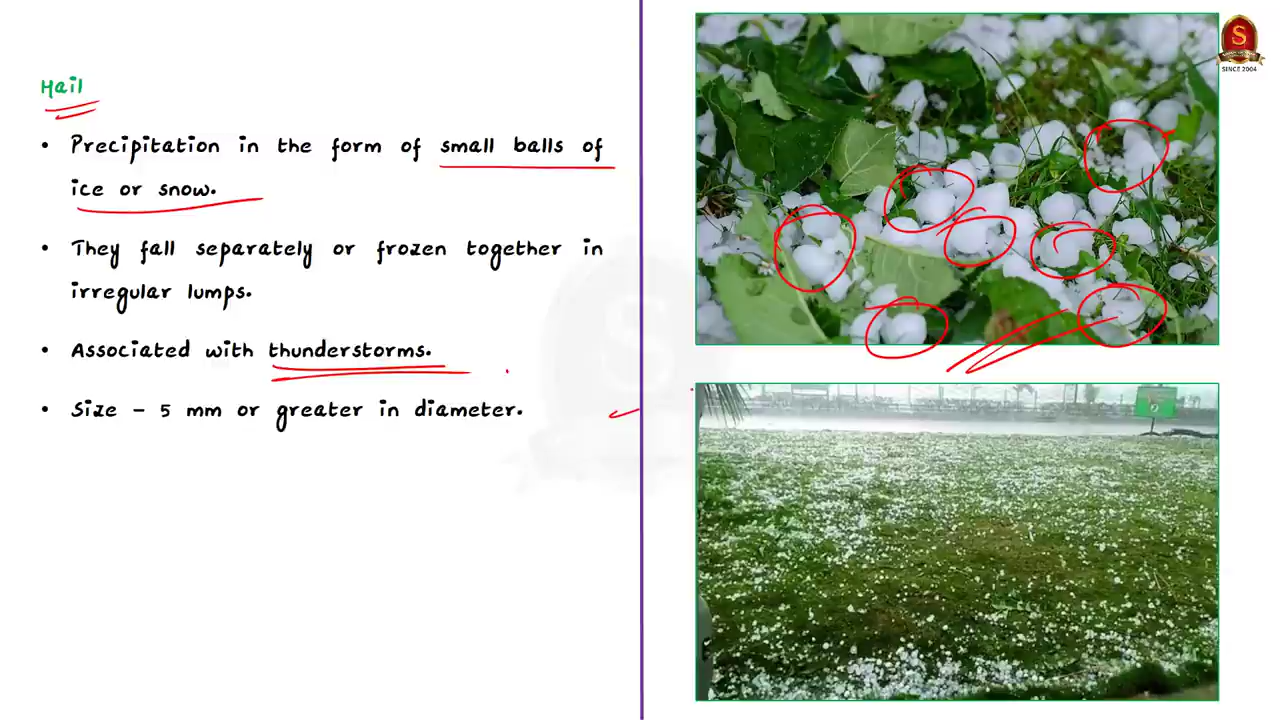 Hail
• Precipitation in the form of small balls of
ice or snow.
• They fall separately or frozen together in
irregular lumps.
• Associated with thunderstorms.
• Size – 5 mm or greater in diameter.
S
SINCE 2004